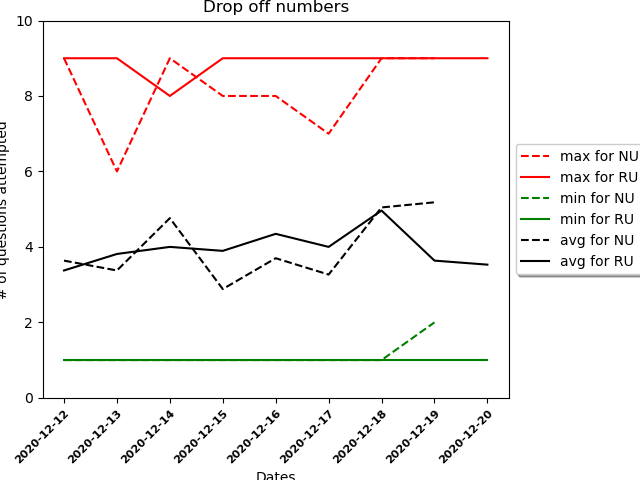 Drop off numbers
# of questions attempted
10
8
6
4
2
0
2020-12-12
2020-12-13
2020-12-14
2020-12-15
2020-12-16
2020-12-17
2020-12-18
2020-12-19
2020-12-20
Dates
max for NU
max for RU
min for NU
min for RU
avg for NU
avg for RU